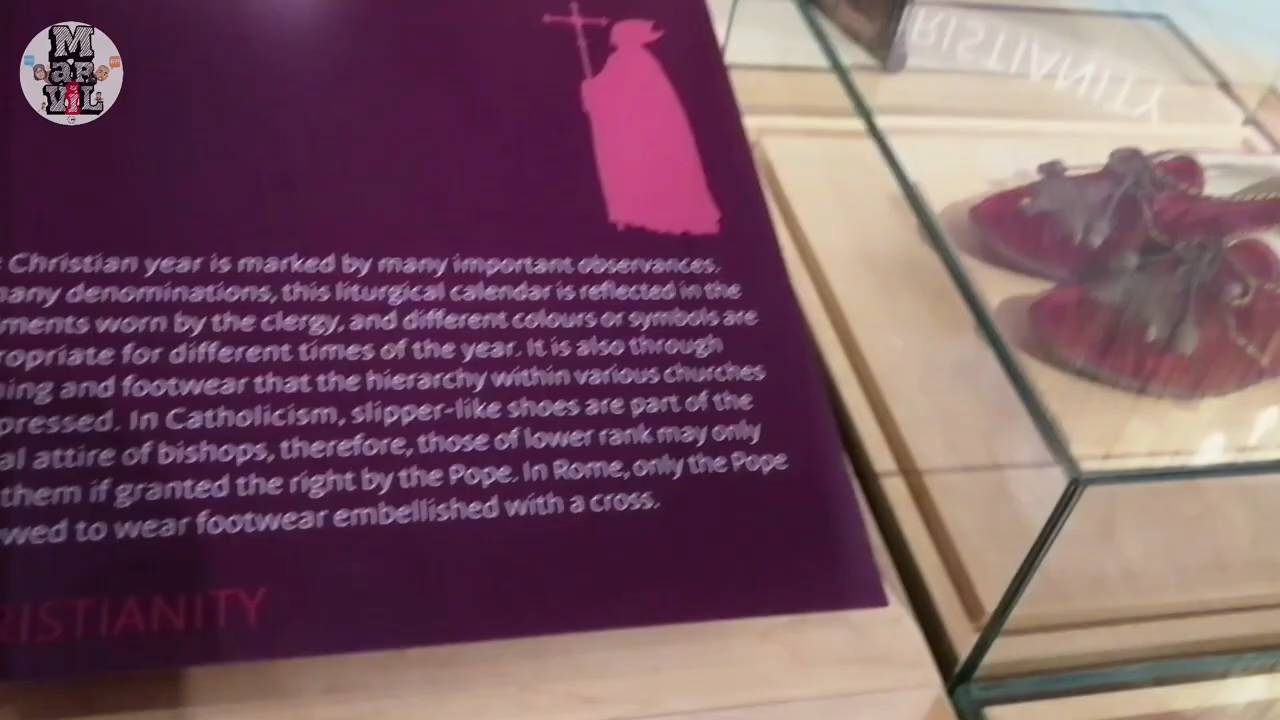 M
aR
ViL
RISTIANITY
Christian year is marked by many important observances.
many denominations, this liturgical calendar is reflected in the
ments worn by the clergy, and different colours or symbols are
ropriate for different times of the year. It is also through
ing and footwear that the hierarchy within various churches
pressed. In Catholicism, slipper-like shoes are part of the
al attire of bishops, therefore, those of lower rank may only
them if granted the right by the Pope. In Rome, only the Pope
wed to wear footwear embellished with a cross.
RISTIANITY